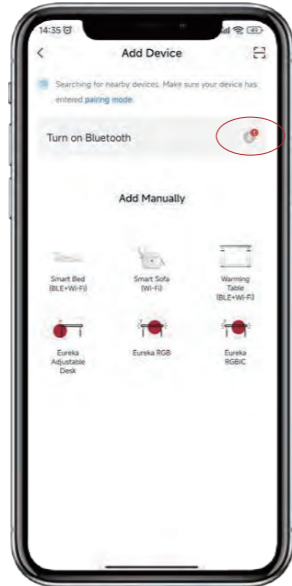 14:35
Add Device
Searching for nearby devices. Make sure your device has
entered pairing mode.
Turn on Bluetooth
Add Manually
Smart Bed
(BLE+Wi-Fi)
Smart Sofa
(Wi-Fi)
Warming
Table
(BLE+Wi-Fi)
Eureka
Adjustable
Desk
Eureka RGB
Eureka
RGBIC